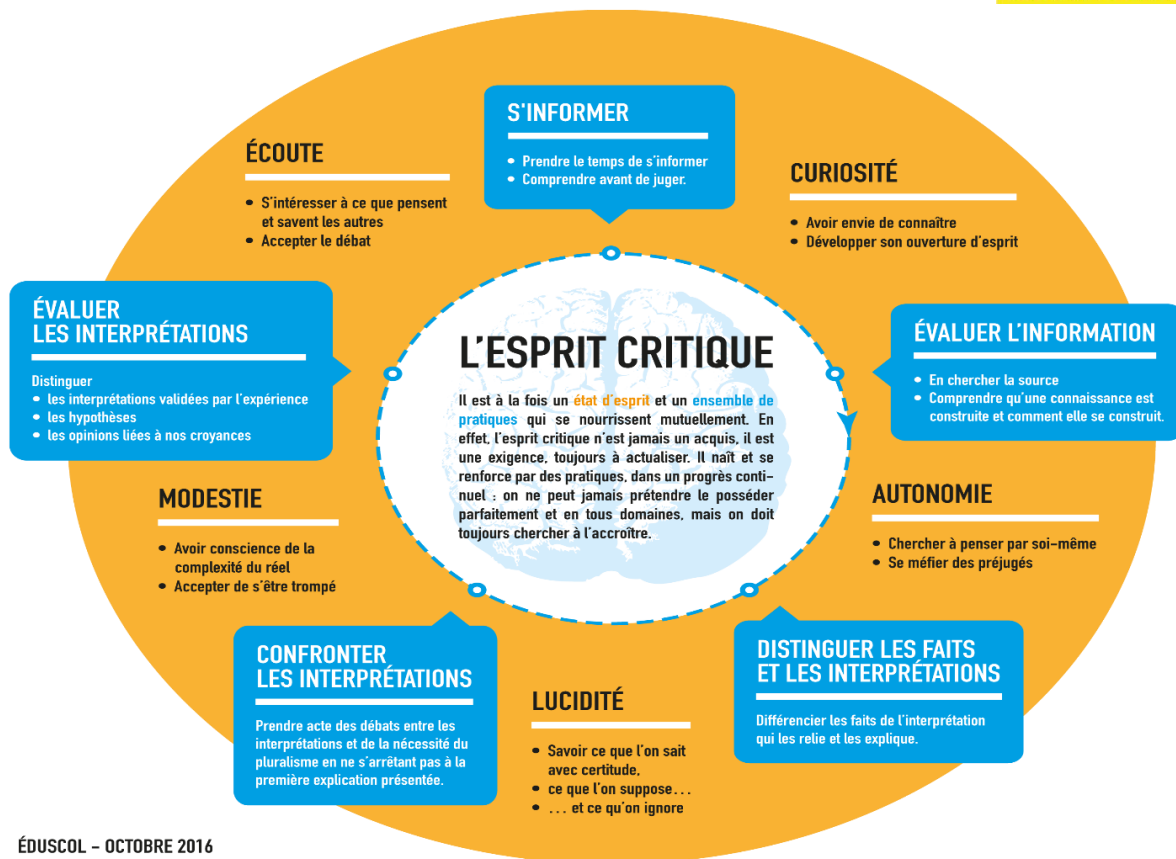 S'INFORMER
• Prendre le temps de s'informer
• Comprendre avant de juger.
ÉCOUTE
• S'intéresser à ce que pensent
et savent les autres
• Accepter le débat
CURIOSITÉ
• Avoir envie de connaître
• Développer son ouverture d'esprit
ÉVALUER
LES INTERPRÉTATIONS
Distinguer
• les interprétations validées par l'expérience
• les hypothèses
• les opinions liées à nos croyances
L'ESPRIT CRITIQUE
Il est à la fois un état d'esprit et un ensemble de
pratiques qui se nourrissent mutuellement. En
effet, l'esprit critique n'est jamais un acquis, il est
une exigence, toujours à actualiser. Il naît et se
renforce par des pratiques, dans un progrès conti-
nuel : on ne peut jamais prétendre le posséder
parfaitement et en tous domaines, mais on doit
toujours chercher à l'accroître.
ÉVALUER L'INFORMATION
• En chercher la source
• Comprendre qu'une connaissance est
construite et comment elle se construit.
MODESTIE
• Avoir conscience de la
complexité du réel
• Accepter de s'être trompé
AUTONOMIE
• Chercher à penser par soi-même
• Se méfier des préjugés
CONFRONTER
LES INTERPRÉTATIONS
Prendre acte des débats entre les
interprétations et de la nécessité du
pluralisme en ne s'arrêtant pas à la
première explication présentée.
LUCIDITÉ
• Savoir ce que l'on sait
avec certitude,
• ce que l'on suppose...
• ... et ce qu'on ignore
DISTINGUER LES FAITS
ET LES INTERPRÉTATIONS
Différencier les faits de l'interprétation
qui les relie et les explique.
ÉDUSCOL – OCTOBRE 2016